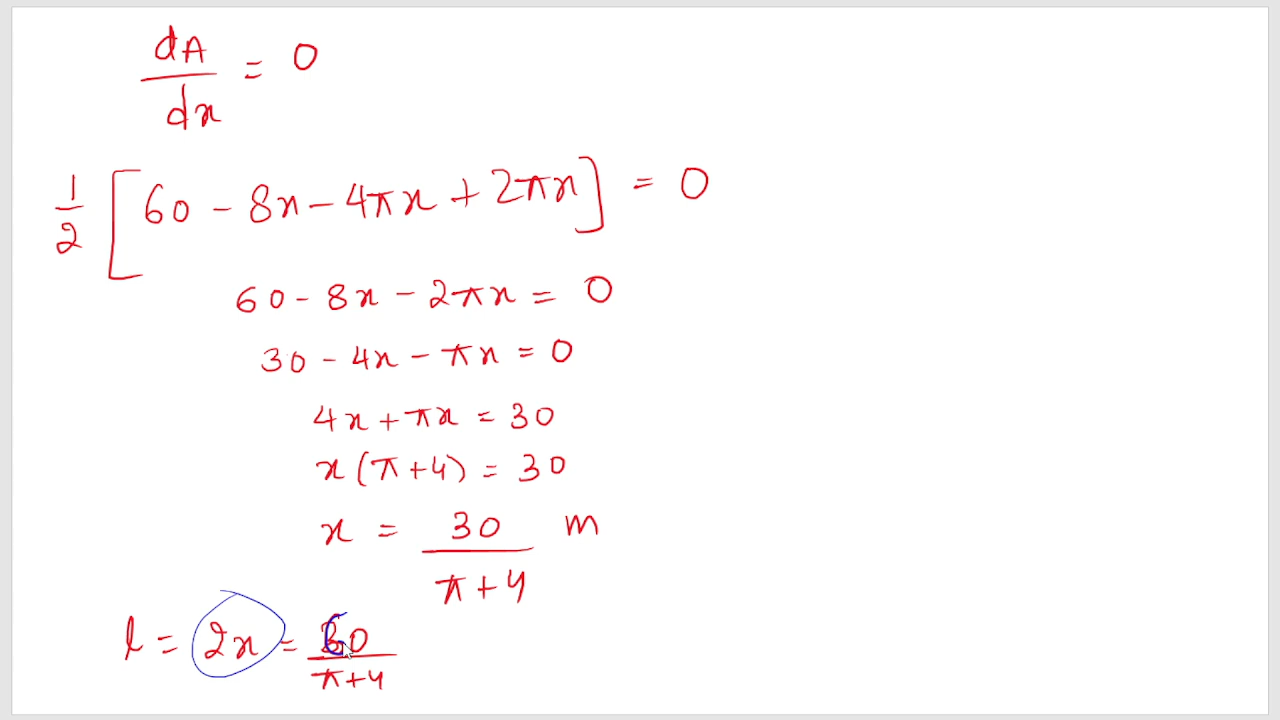 dA/dx = 0
1/2 [60 - 8x - 4πx + 2πx] = 0
60 - 8x - 2πx = 0
30 - 4x - πx = 0
4x + πx = 30
x(π+4) = 30
x = 30/(π+4) m
l = 2x = 60/(π+4)